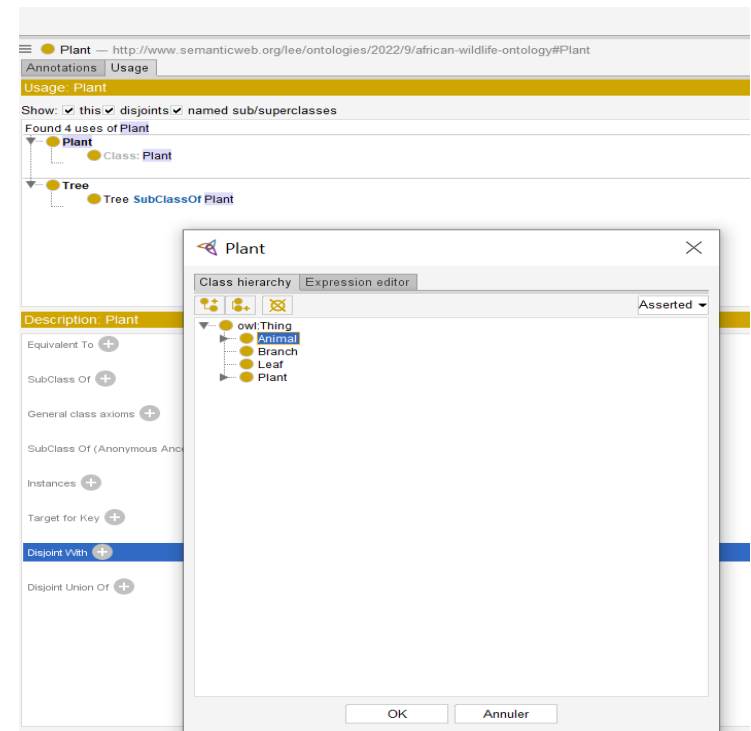 Plant — http://www.semanticweb.org/lee/ontologies/2022/9/african-wildlife-ontology#Plant
Annotations Usage
Usage: Plant
Show: this disjoints named sub/superclasses
Found 4 uses of Plant
Plant
Class: Plant
Tree
Tree SubClassOf Plant
Plant
Class hierarchy Expression editor
Asserted
owl:Thing
Animal
Branch
Leaf
Plant
OK Annuler
Description: Plant
Equivalent To
SubClass Of
General class axioms
SubClass Of (Anonymous Anc
Instances
Target for Key
Disjoint With
Disjoint Union Of